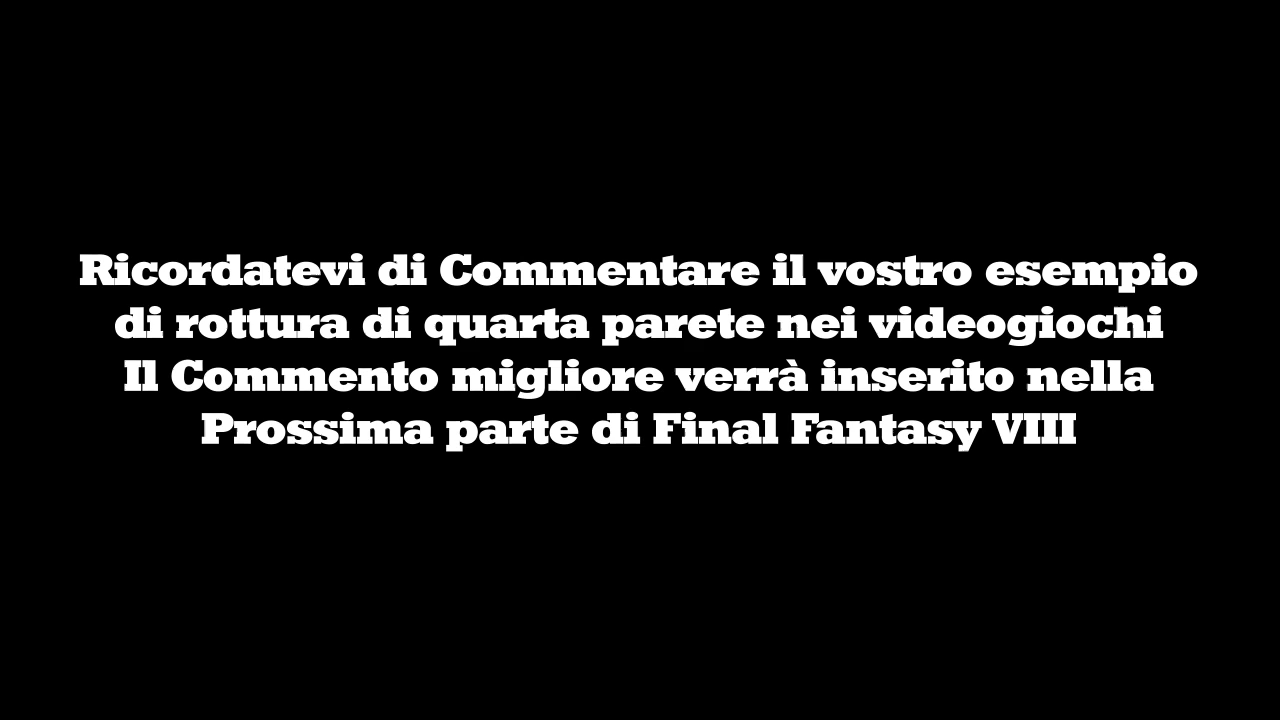 Ricordatevi di Commentare il vostro esempio
di rottura di quarta parete nei videogiochi
Il Commento migliore verrà inserito nella
Prossima parte di Final Fantasy VIII